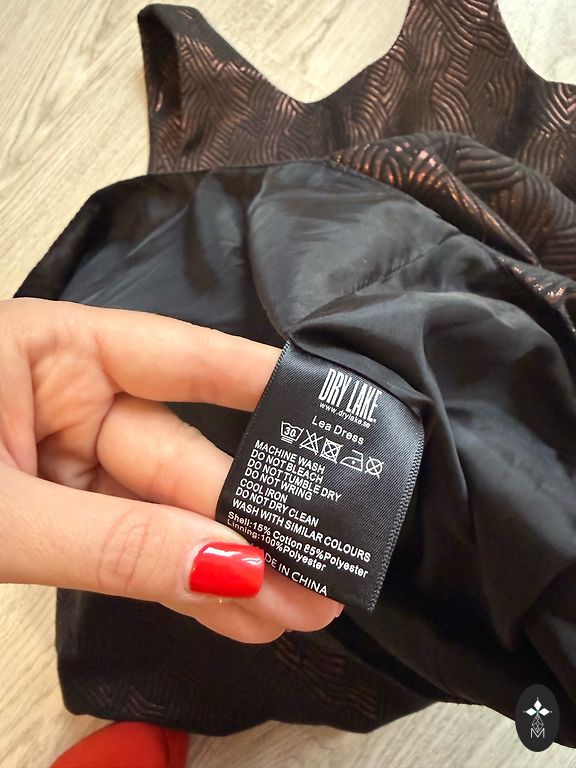 DRY LAKE
www.drylake.se
Lea Dress
30
MACHINE WASH
DO NOT BLEACH
DO NOT TUMBLE DRY
DO NOT WRING
COOL IRON
DO NOT DRY CLEAN
WASH WITH SIMILAR COLOURS
Shell:15% Cotton 85%Polyester
Linning:100%Polyester
DE IN CHINA
M